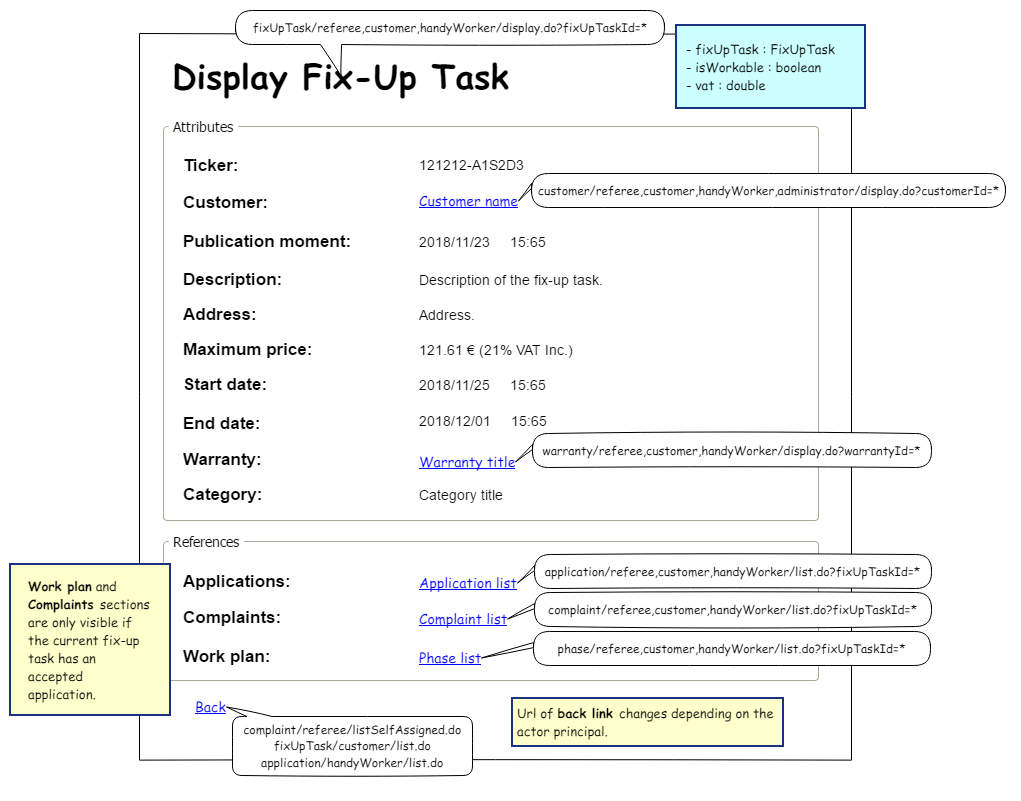 fixUpTask/referee,customer,handyWorker/display.do?fixUpTaskId=*
- fixUpTask : FixUpTask
- isWorkable : boolean
- vat : double
Display Fix-Up Task
Attributes
Ticker: 121212-A1S2D3
customer/referee,customer,handyWorker,administrator/display.do?customerId=*
Customer: Customer name
Publication moment: 2018/11/23 15:65
Description: Description of the fix-up task.
Address: Address.
Maximum price: 121.61 € (21% VAT Inc.)
Start date: 2018/11/25 15:65
End date: 2018/12/01 15:65
warranty/referee,customer,handyWorker/display.do?warrantyId=*
Warranty: Warranty title
Category: Category title
References
Applications: Application list
application/referee,customer,handyWorker/list.do?fixUpTaskId=*
Complaints: Complaint list
complaint/referee,customer,handyWorker/list.do?fixUpTaskId=*
Work plan: Phase list
phase/referee,customer,handyWorker/list.do?fixUpTaskId=*
Work plan and
Complaints sections
are only visible if
the current fix-up
task has an
accepted
application.
Back
complaint/referee/listSelfAssigned.do
fixUpTask/customer/list.do
application/handyWorker/list.do
Url of back link changes depending on the
actor principal.